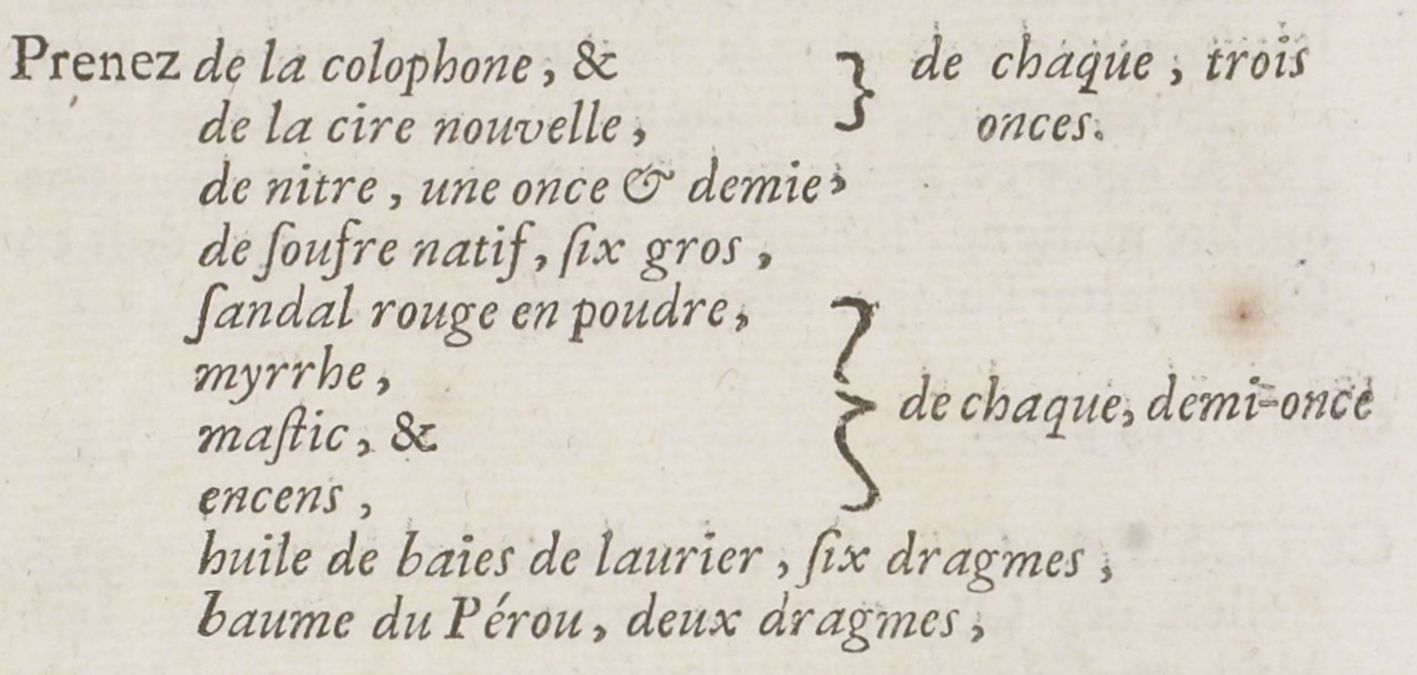 Prenez de la colophone, & } de chaque, trois
de la cire nouvelle, onces.
de nitre, une once & demie,
de ſoufre natif, ſix gros,
ſandal rouge en poudre,
myrrhe,
maſtic, & } de chaque, demi-once
encens,
huile de baies de laurier, ſix dragmes,
baume du Pérou, deux dragmes,